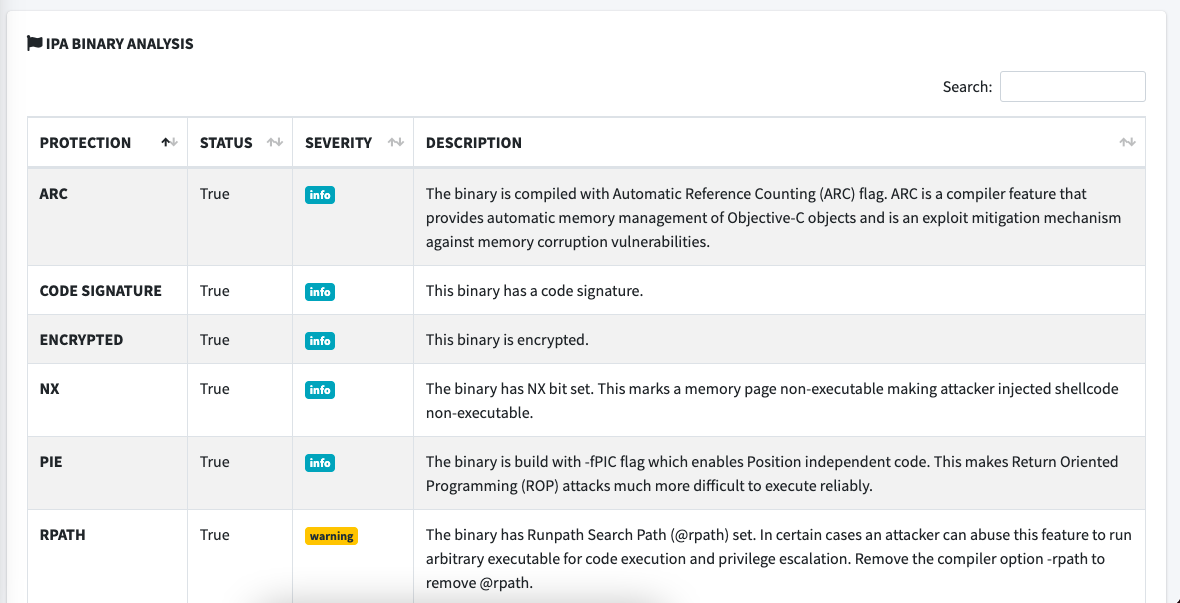 IPA BINARY ANALYSIS
Search:
PROTECTION STATUS SEVERITY DESCRIPTION
ARC True info The binary is compiled with Automatic Reference Counting (ARC) flag. ARC is a compiler feature that
provides automatic memory management of Objective-C objects and is an exploit mitigation mechanism
against memory corruption vulnerabilities.
CODE SIGNATURE True info This binary has a code signature.
ENCRYPTED True info This binary is encrypted.
NX True info The binary has NX bit set. This marks a memory page non-executable making attacker injected shellcode
non-executable.
PIE True info The binary is build with -fPIC flag which enables Position independent code. This makes Return Oriented
Programming (ROP) attacks much more difficult to execute reliably.
RPATH True warning The binary has Runpath Search Path (@rpath) set. In certain cases an attacker can abuse this feature to run
arbitrary executable for code execution and privilege escalation. Remove the compiler option -rpath to
remove @rpath.